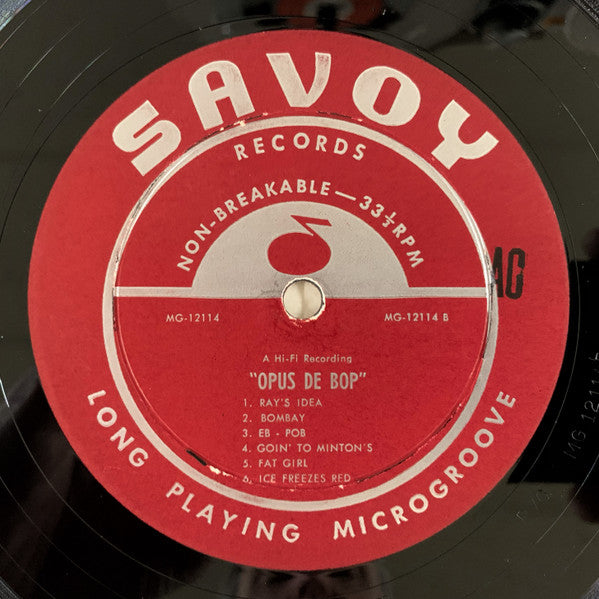 SAVOY
RECORDS
NON-BREAKABLE — 33⅓ RPM
MG-12114
MG-12114 B
A Hi-Fi Recording
"OPUS DE BOP"
1. RAY'S IDEA
2. BOMBAY
3. EB - POB
4. GOIN' TO MINTON'S
5. FAT GIRL
6. ICE FREEZES RED
LONG PLAYING MICROGROOVE